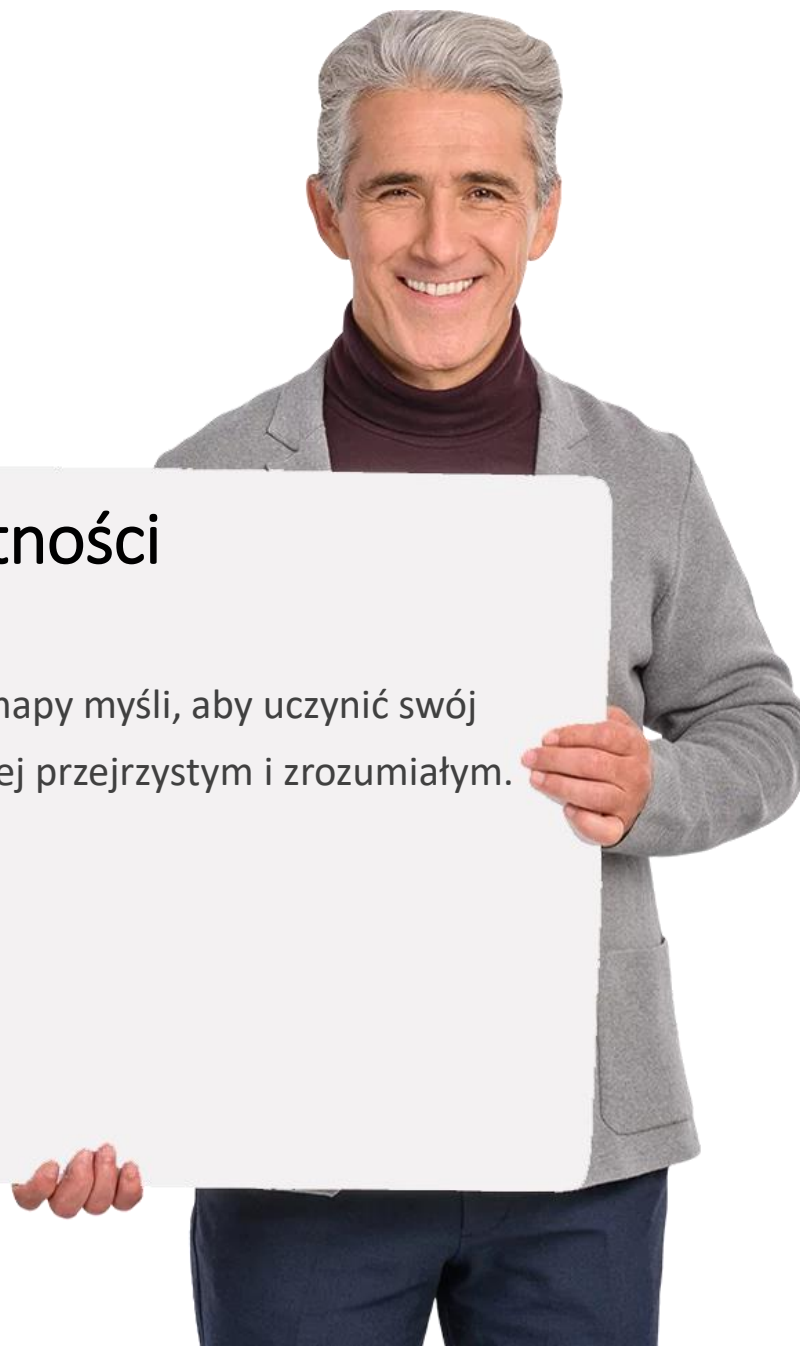 tności
mapy myśli, aby uczynić swój
ej przejrzystym i zrozumiałym.